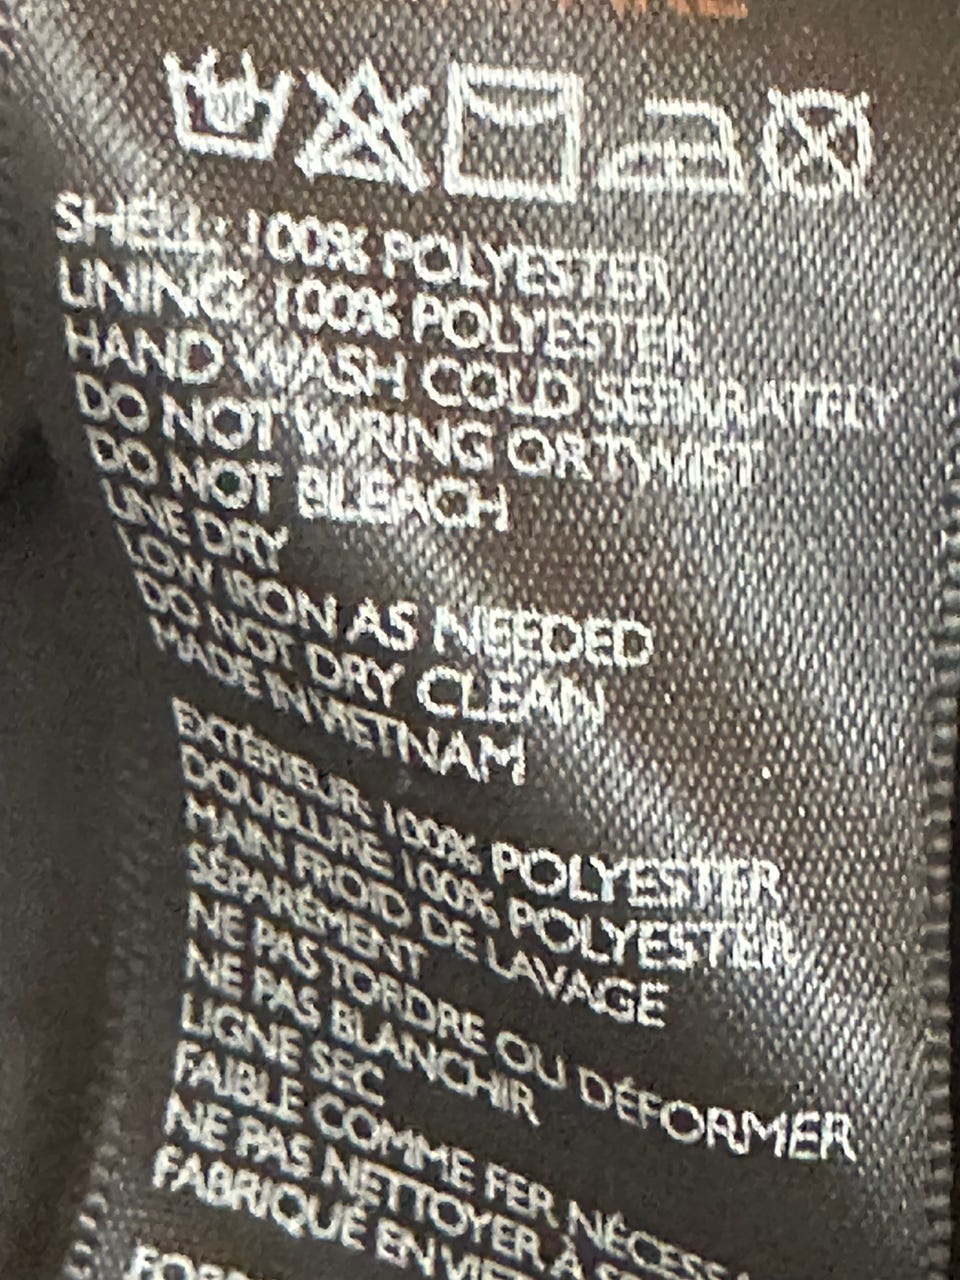 SHELL: 100% POLYESTER
LINING: 100% POLYESTER
HAND WASH COLD SEPARATELY
DO NOT WRING OR TWIST
DO NOT BLEACH
LINE DRY
LOW IRON AS NEEDED
DO NOT DRY CLEAN
MADE IN VIETNAM
EXTÉRIEUR: 100% POLYESTER
DOUBLURE 100% POLYESTER
MAIN FROID DE LAVAGE
SÉPARÉMENT
NE PAS TORDRE OU DÉFORMER
NE PAS BLANCHIR
LIGNE SEC
FAIBLE COMME FER
NE PAS NETTOYER À
FABRIQUÉ EN